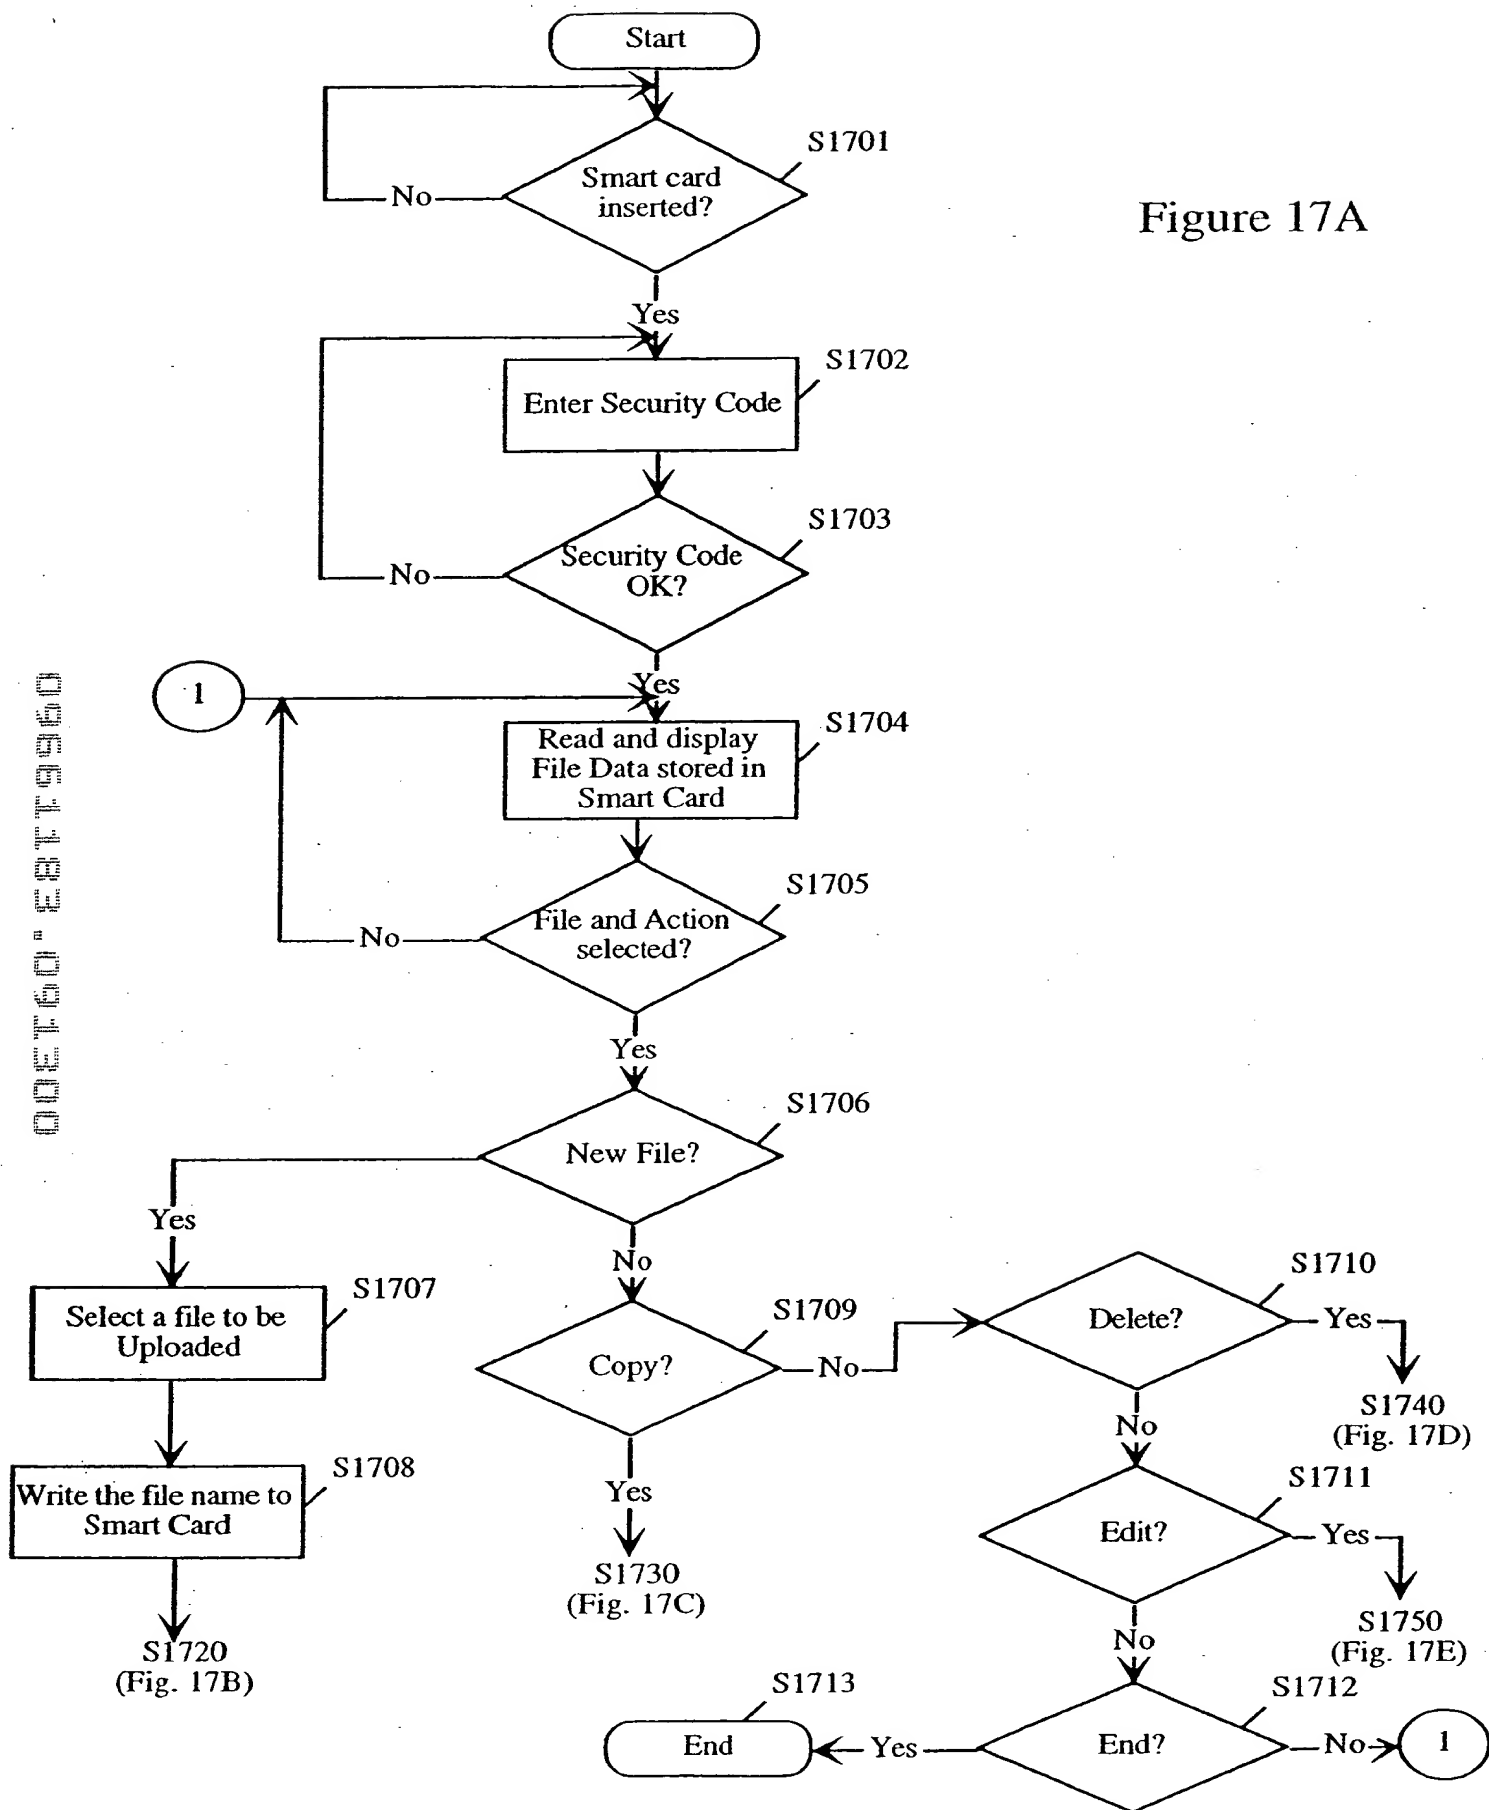 Start
S1701
Smart card
inserted?
No
Figure 17A
Yes
S1702
Enter Security Code
S1703
Security Code
OK?
No
1
Yes
S1704
Read and display
File Data stored in
Smart Card
S1705
File and Action
selected?
No
Yes
S1706
New File?
Yes
No
S1707
Select a file to be
Uploaded
S1709
Copy?
No
S1710
Delete?
Yes
S1740
(Fig. 17D)
No
S1708
Write the file name to
Smart Card
Yes
S1730
(Fig. 17C)
S1711
Edit?
Yes
S1750
(Fig. 17E)
No
S1720
(Fig. 17B)
S1713
End
Yes
S1712
End?
No
1
09661183.091300